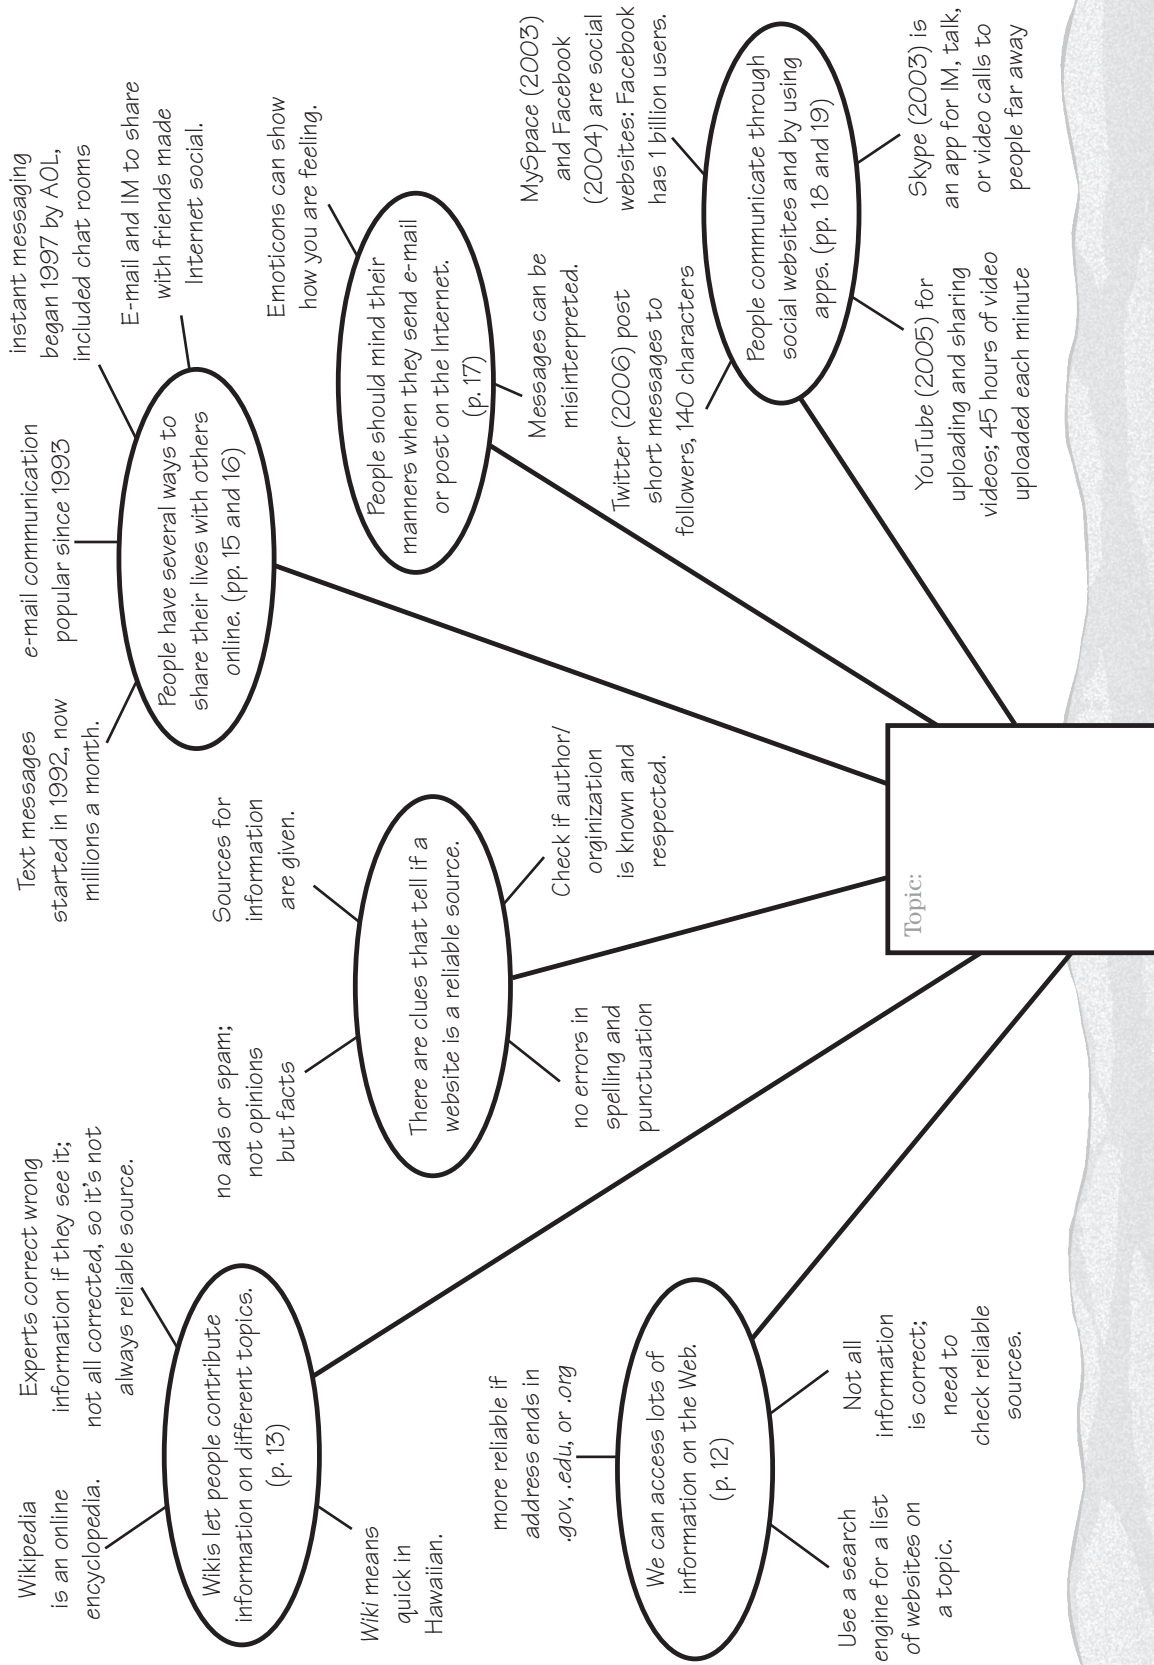 Wikipedia
is an online
encyclopedia.
Experts correct wrong
information if they see it;
not all corrected, so it's not
always reliable source.
Wikis let people contribute
information on different topics.
(p. 13)
Wiki means
quick in
Hawaiian.
more reliable if
address ends in
.gov, .edu, or .org
We can access lots of
information on the Web.
(p. 12)
Use a search
engine for a list
of websites on
a topic.
Not all
information
is correct;
need to
check reliable
sources.
no ads or spam;
not opinions
but facts
Sources for
information
are given.
There are clues that tell if a
website is a reliable source.
no errors in
spelling and
punctuation
Check if author/
orginization
is known and
respected.
Text messages
started in 1992, now
millions a month.
e-mail communication
popular since 1993
instant messaging
began 1997 by AOL,
included chat rooms
E-mail and IM to share
with friends made
Internet social.
People have several ways to
share their lives with others
online. (pp. 15 and 16)
Emoticons can show
how you are feeling.
People should mind their
manners when they send e-mail
or post on the Internet.
(p. 17)
Messages can be
misinterpreted.
Twitter (2006) post
short messages to
followers, 140 characters
MySpace (2003)
and Facebook
(2004) are social
websites: Facebook
has 1 billion users.
People communicate through
social websites and by using
apps. (pp. 18 and 19)
YouTube (2005) for
uploading and sharing
videos; 45 hours of video
uploaded each minute
Skype (2003) is
an app for IM, talk,
or video calls to
people far away
Topic: